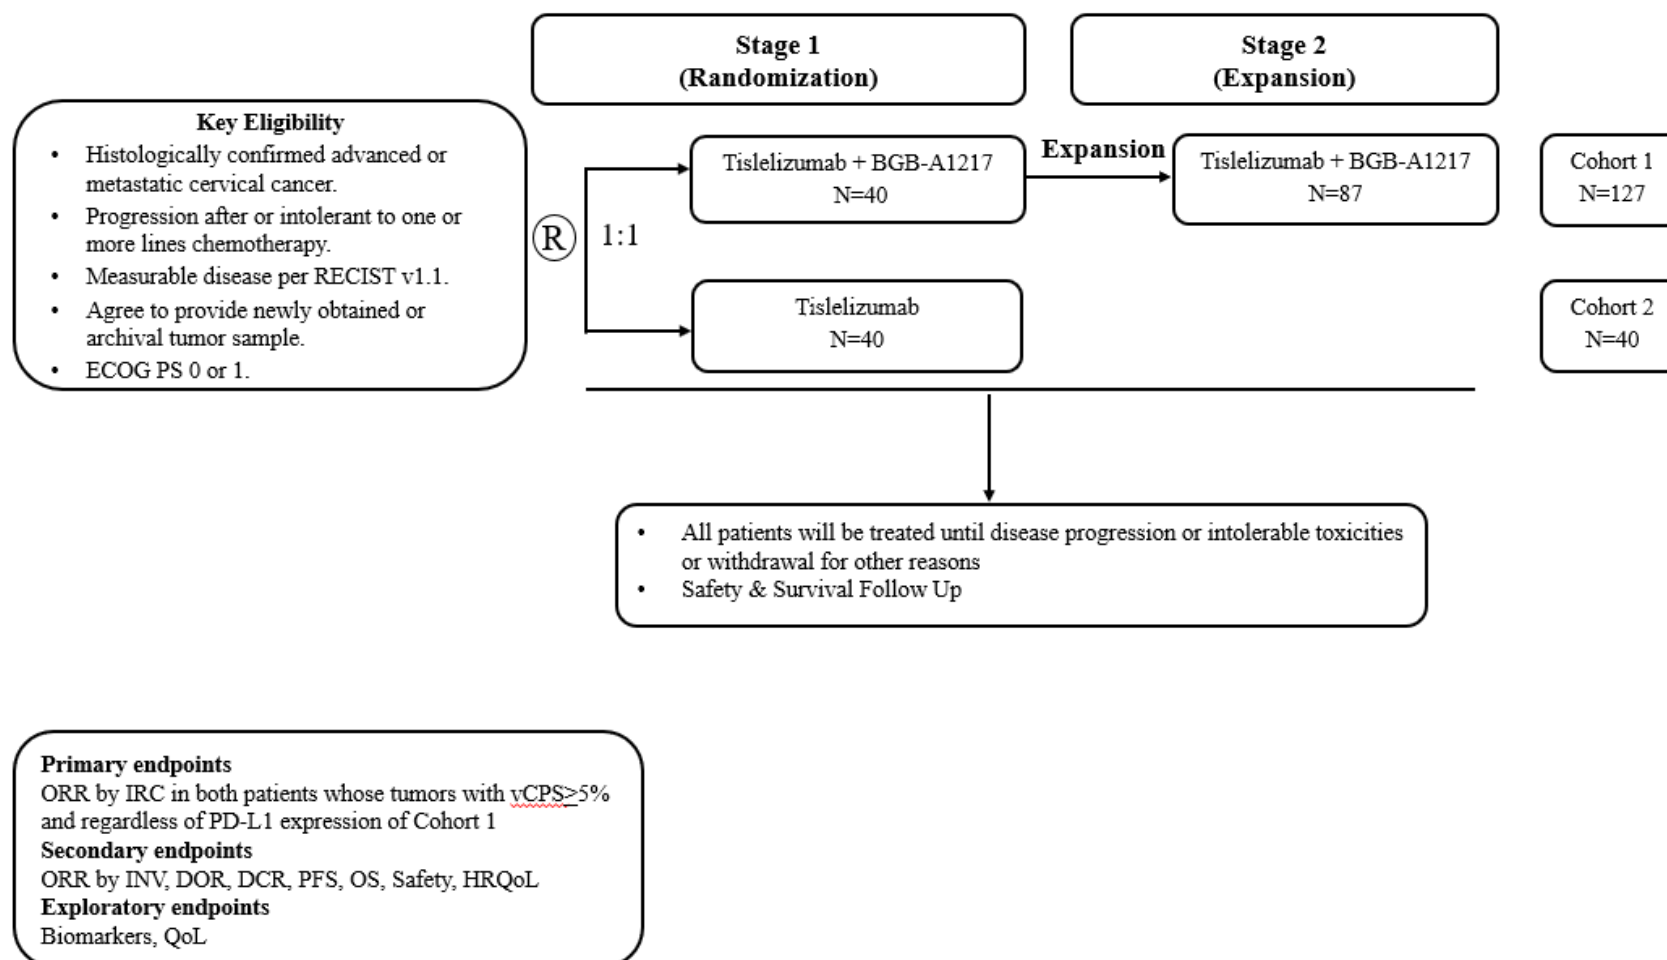 Stage 1
(Randomization)
Stage 2
(Expansion)
Key Eligibility
• Histologically confirmed advanced or
metastatic cervical cancer.
• Progression after or intolerant to one or
more lines chemotherapy.
• Measurable disease per RECIST v1.1.
• Agree to provide newly obtained or
archival tumor sample.
• ECOG PS 0 or 1.
R
1:1
Tislelizumab + BGB-A1217
N=40
Expansion
Tislelizumab + BGB-A1217
N=87
Cohort 1
N=127
Tislelizumab
N=40
Cohort 2
N=40
• All patients will be treated until disease progression or intolerable toxicities
or withdrawal for other reasons
• Safety & Survival Follow Up
Primary endpoints
ORR by IRC in both patients whose tumors with vCPS≥5%
and regardless of PD-L1 expression of Cohort 1
Secondary endpoints
ORR by INV, DOR, DCR, PFS, OS, Safety, HRQoL
Exploratory endpoints
Biomarkers, QoL